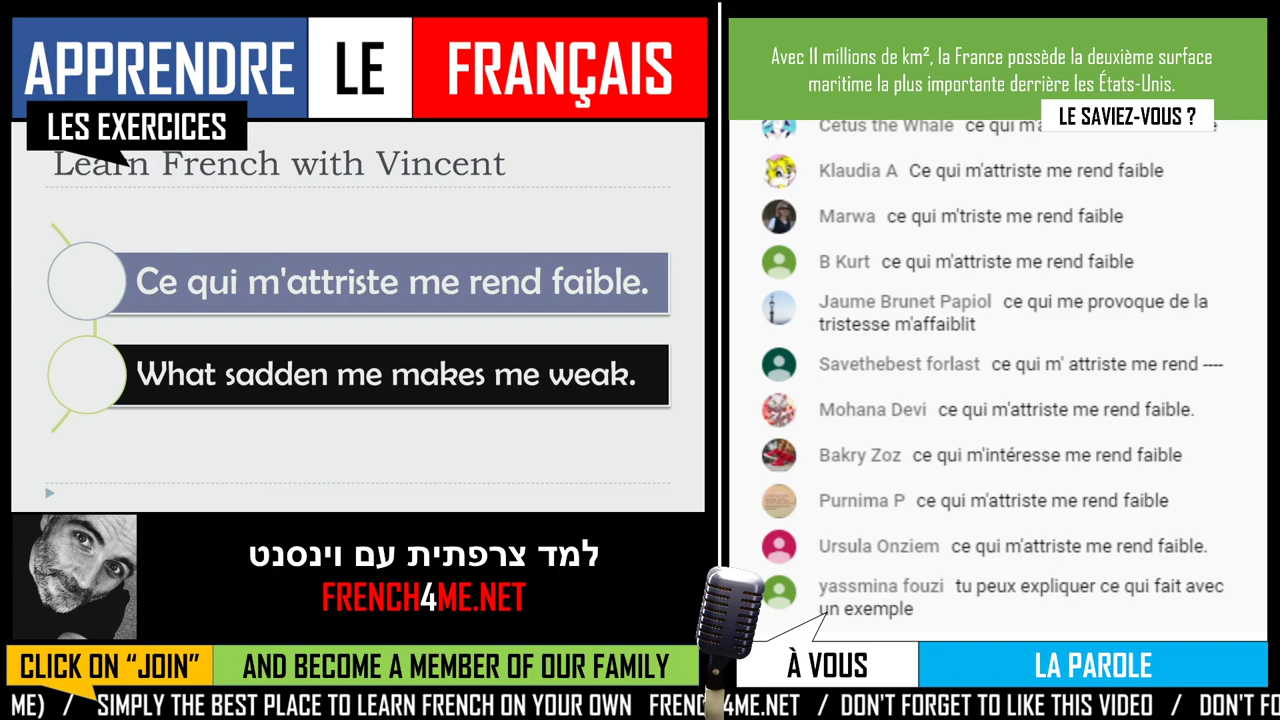 APPRENDRE LE FRANÇAIS
LES EXERCICES
Learn French with Vincent
Ce qui m'attriste me rend faible.
What sadden me makes me weak.
למד צרפתית עם וינסנט
FRENCH4ME.NET
Avec 11 millions de km², la France possède la deuxième surface
maritime la plus importante derrière les États-Unis.
LE SAVIEZ-VOUS ?
Cetus the Whale ce qui
Klaudia A Ce qui m'attriste me rend faible
Marwa ce qui m'triste me rend faible
B Kurt ce qui m'attriste me rend faible
Jaume Brunet Papiol ce qui me provoque de la
tristesse m'affaiblit
Savethebest forlast ce qui m' attriste me rend ----
Mohana Devi ce qui m'attriste me rend faible.
Bakry Zoz ce qui m'intéresse me rend faible
Purnima P ce qui m'attriste me rend faible
Ursula Onziem ce qui m'attriste me rend faible.
yassmina fouzi tu peux expliquer ce qui fait avec
un exemple
CLICK ON “JOIN” AND BECOME A MEMBER OF OUR FAMILY
À VOUS LA PAROLE
ME) / SIMPLY THE BEST PLACE TO LEARN FRENCH ON YOUR OWN FRENC 4ME.NET / DON'T FORGET TO LIKE THIS VIDEO / DON'T FO